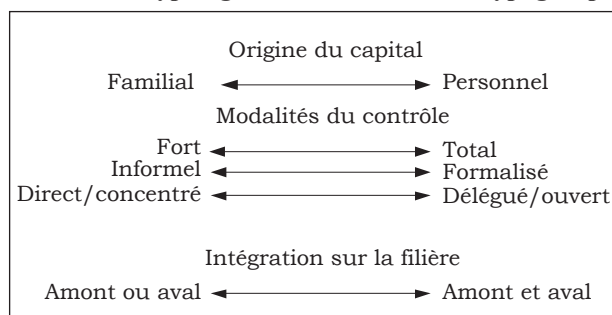 Origine du capital
Familial Personnel
Modalités du contrôle
Fort Total
Informel Formalisé
Direct/concentré Délégué/ouvert
Intégration sur la filière
Amont ou aval Amont et aval